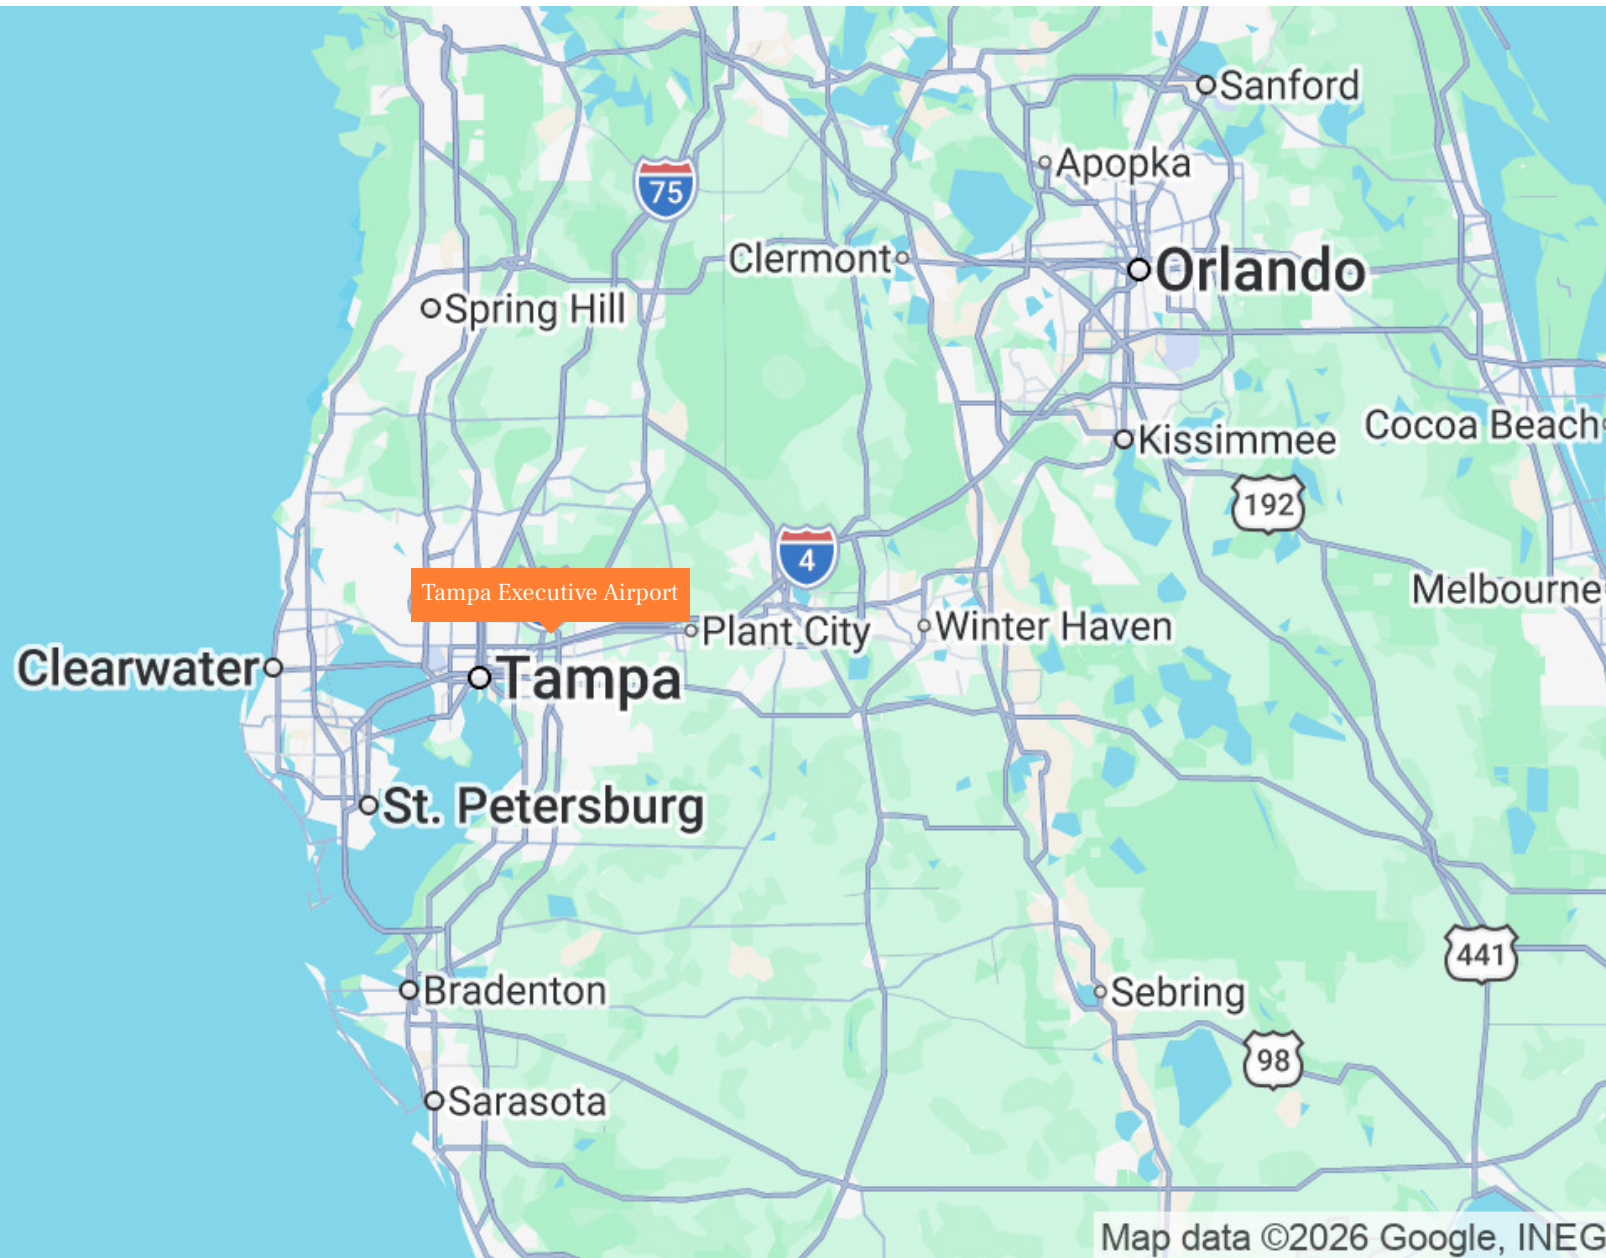 Sanford
Apopka
75
Clermont
Orlando
Spring Hill
Cocoa Beach
Kissimmee
192
4
Melbourne
Tampa Executive Airport
Plant City
Winter Haven
Clearwater
Tampa
St. Petersburg
441
Bradenton
Sebring
98
Sarasota
Map data ©2026 Google, INEG